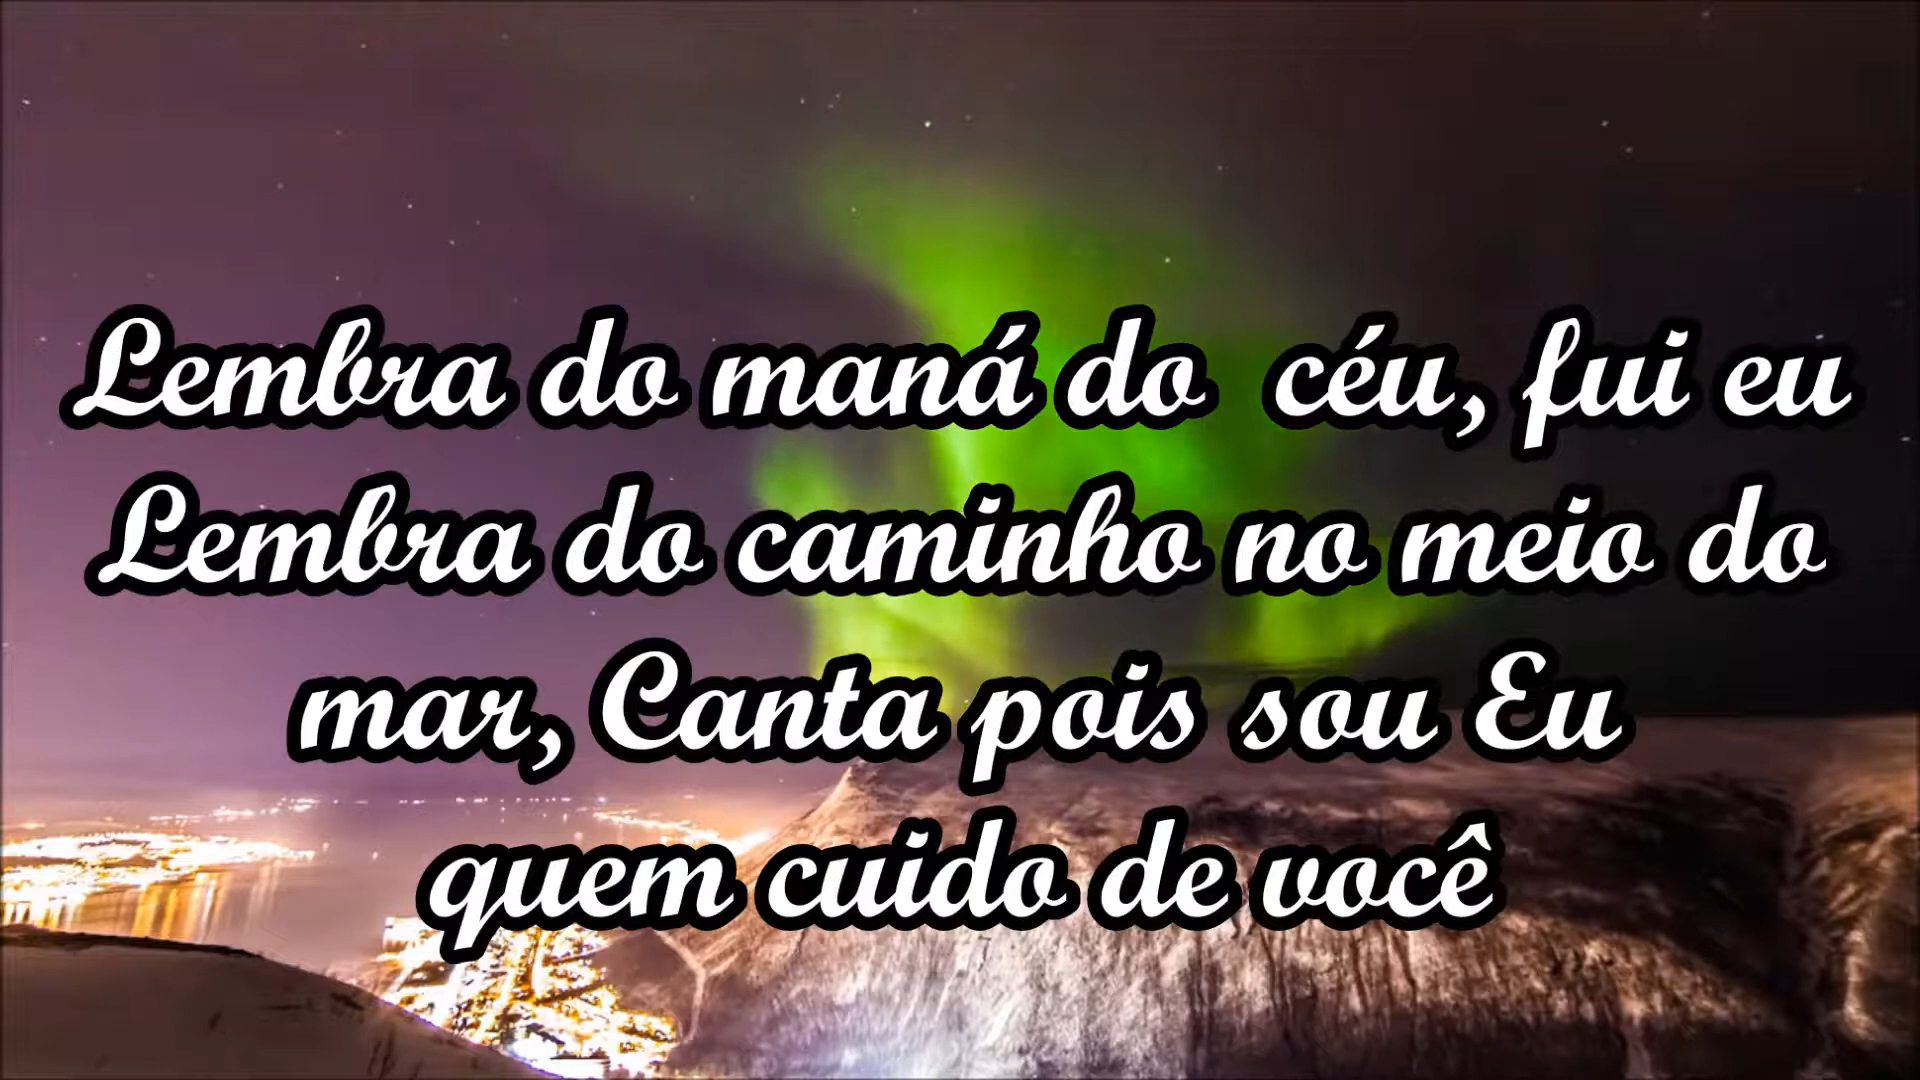 Lembra do maná do  céu, fui eu
Lembra do caminho no meio do
mar, Canta pois sou Eu
quem cuido de você